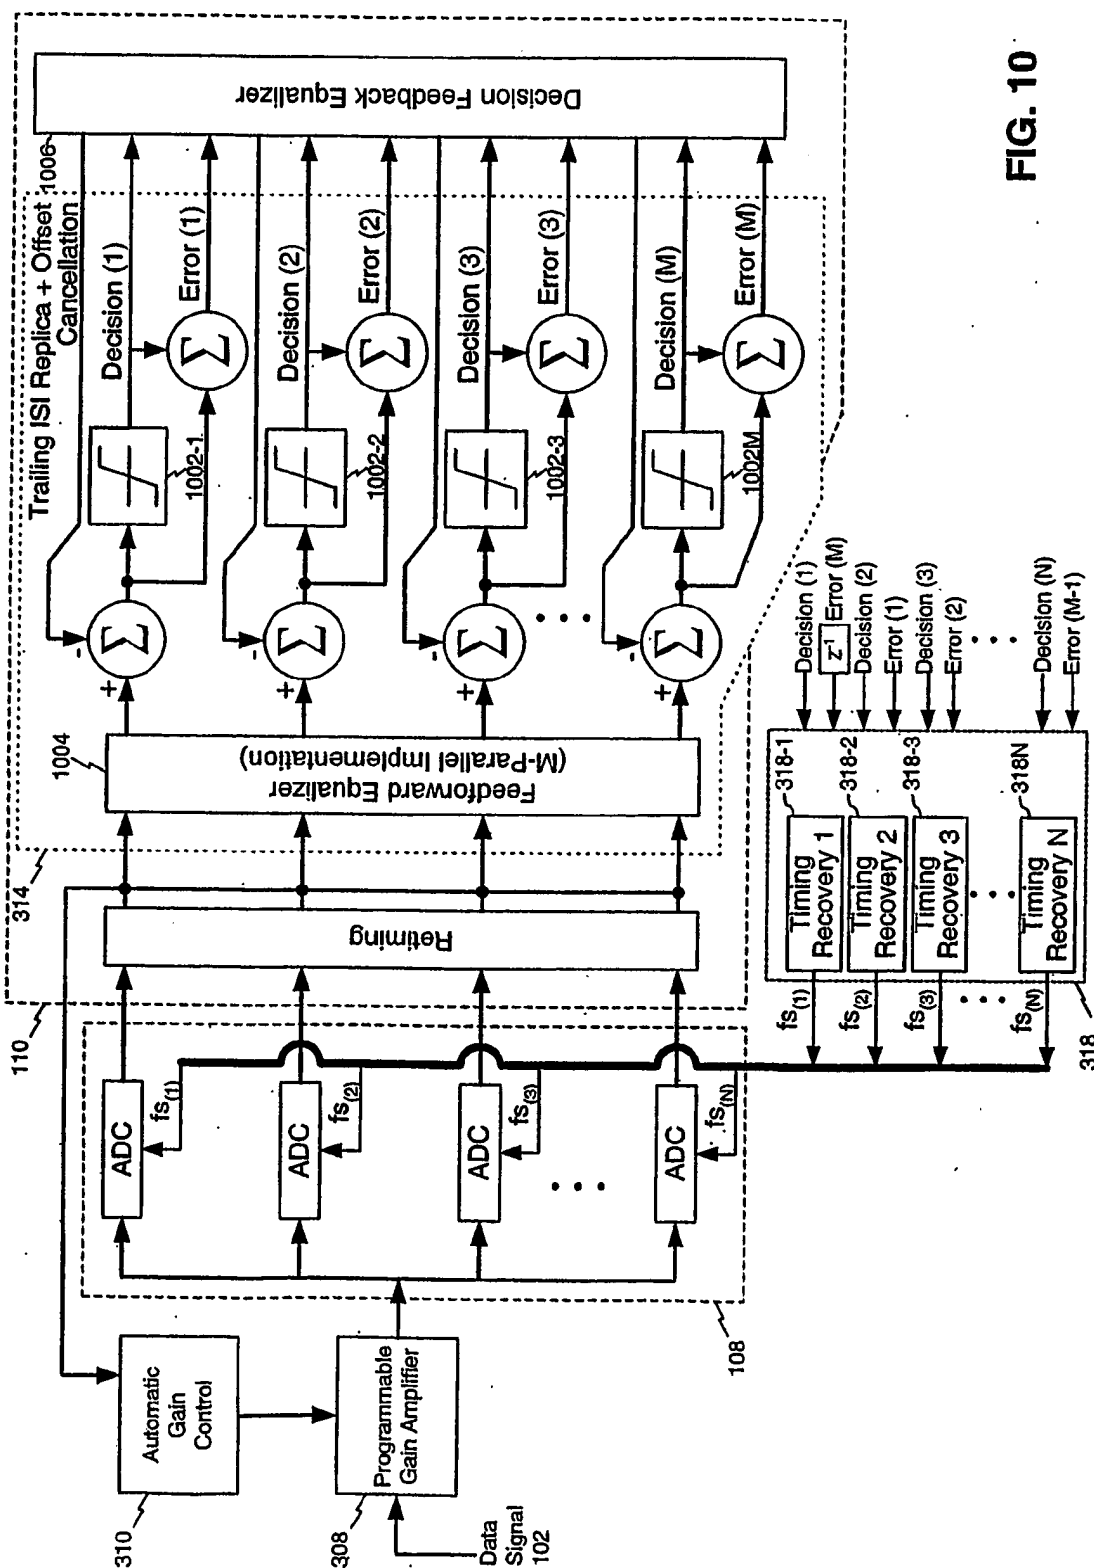 FIG. 10
110
314
1004
Trailing ISI Replica + Offset
Cancellation
1006
Decision Feedback Equalizer
Decision (1)
Error (1)
1002-1
Decision (2)
Error (2)
1002-2
Decision (3)
Error (3)
1002-3
Decision (M)
Error (M)
1002M
Σ
Σ
Σ
Σ
Σ
Σ
Σ
Σ
+
-
+
-
+
-
+
-
• • •
Feedforward Equalizer
(M-Parallel Implementation)
Retiming
ADC
fs(1)
ADC
fs(2)
ADC
fs(3)
• • •
ADC
fs(N)
108
310
Automatic
Gain
Control
308
Programmable
Gain Amplifier
Data
Signal
102
318
318-1
Timing
Recovery 1
fs(1)
318-2
Timing
Recovery 2
fs(2)
318-3
Timing
Recovery 3
fs(3)
• • •
318N
Timing
Recovery N
fs(N)
• • •
Decision (1)
Z-1 Error (M)
Decision (2)
Error (1)
Decision (3)
Error (2)
• • •
Decision (N)
Error (M-1)